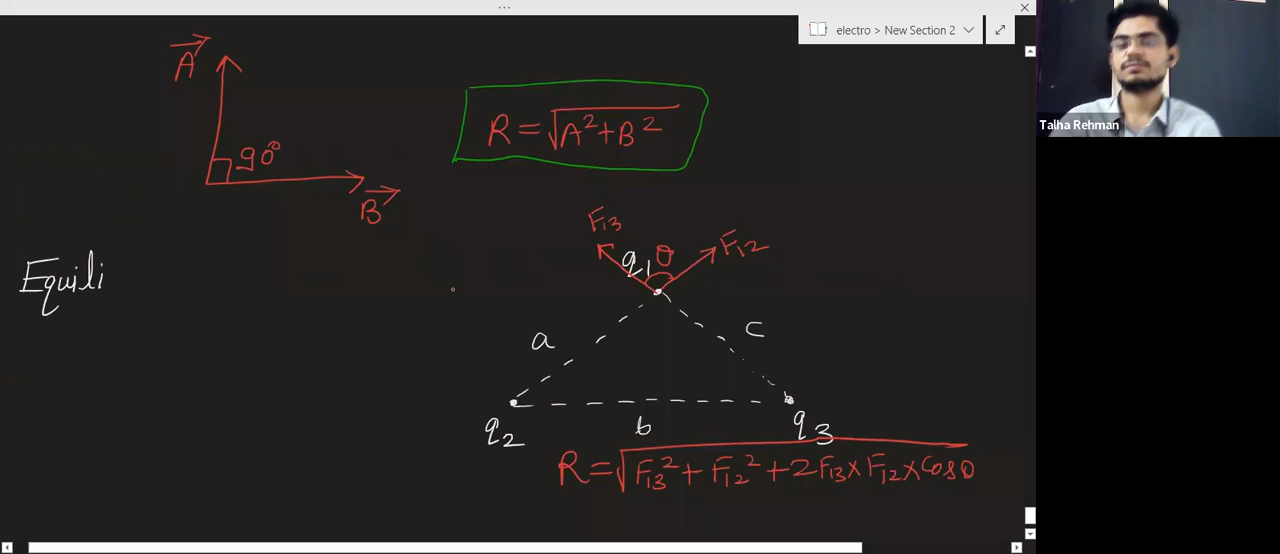 electro > New Section 2
Talha Rehman
A
90°
B
R = √A² + B²
Equili
F₁₃
q₁
θ
F₁₂
a
c
q₂
b
q₃
R = √F₁₃² + F₁₂² + 2F₁₃ × F₁₂ × Cosθ